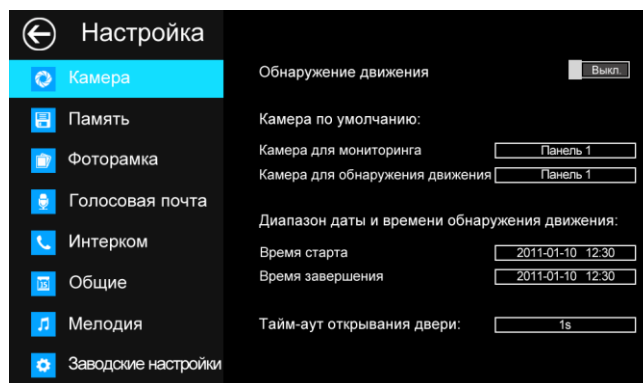 Настройка
Камера
Память
Фоторамка
Голосовая почта
Интерком
Общие
Мелодия
Заводские настройки
Обнаружение движения Выкл.
Камера по умолчанию:
Камера для мониторинга Панель 1
Камера для обнаружения движения Панель 1
Диапазон даты и времени обнаружения движения:
Время старта 2011-01-10 12:30
Время завершения 2011-01-10 12:30
Тайм-аут открывания двери: 1s